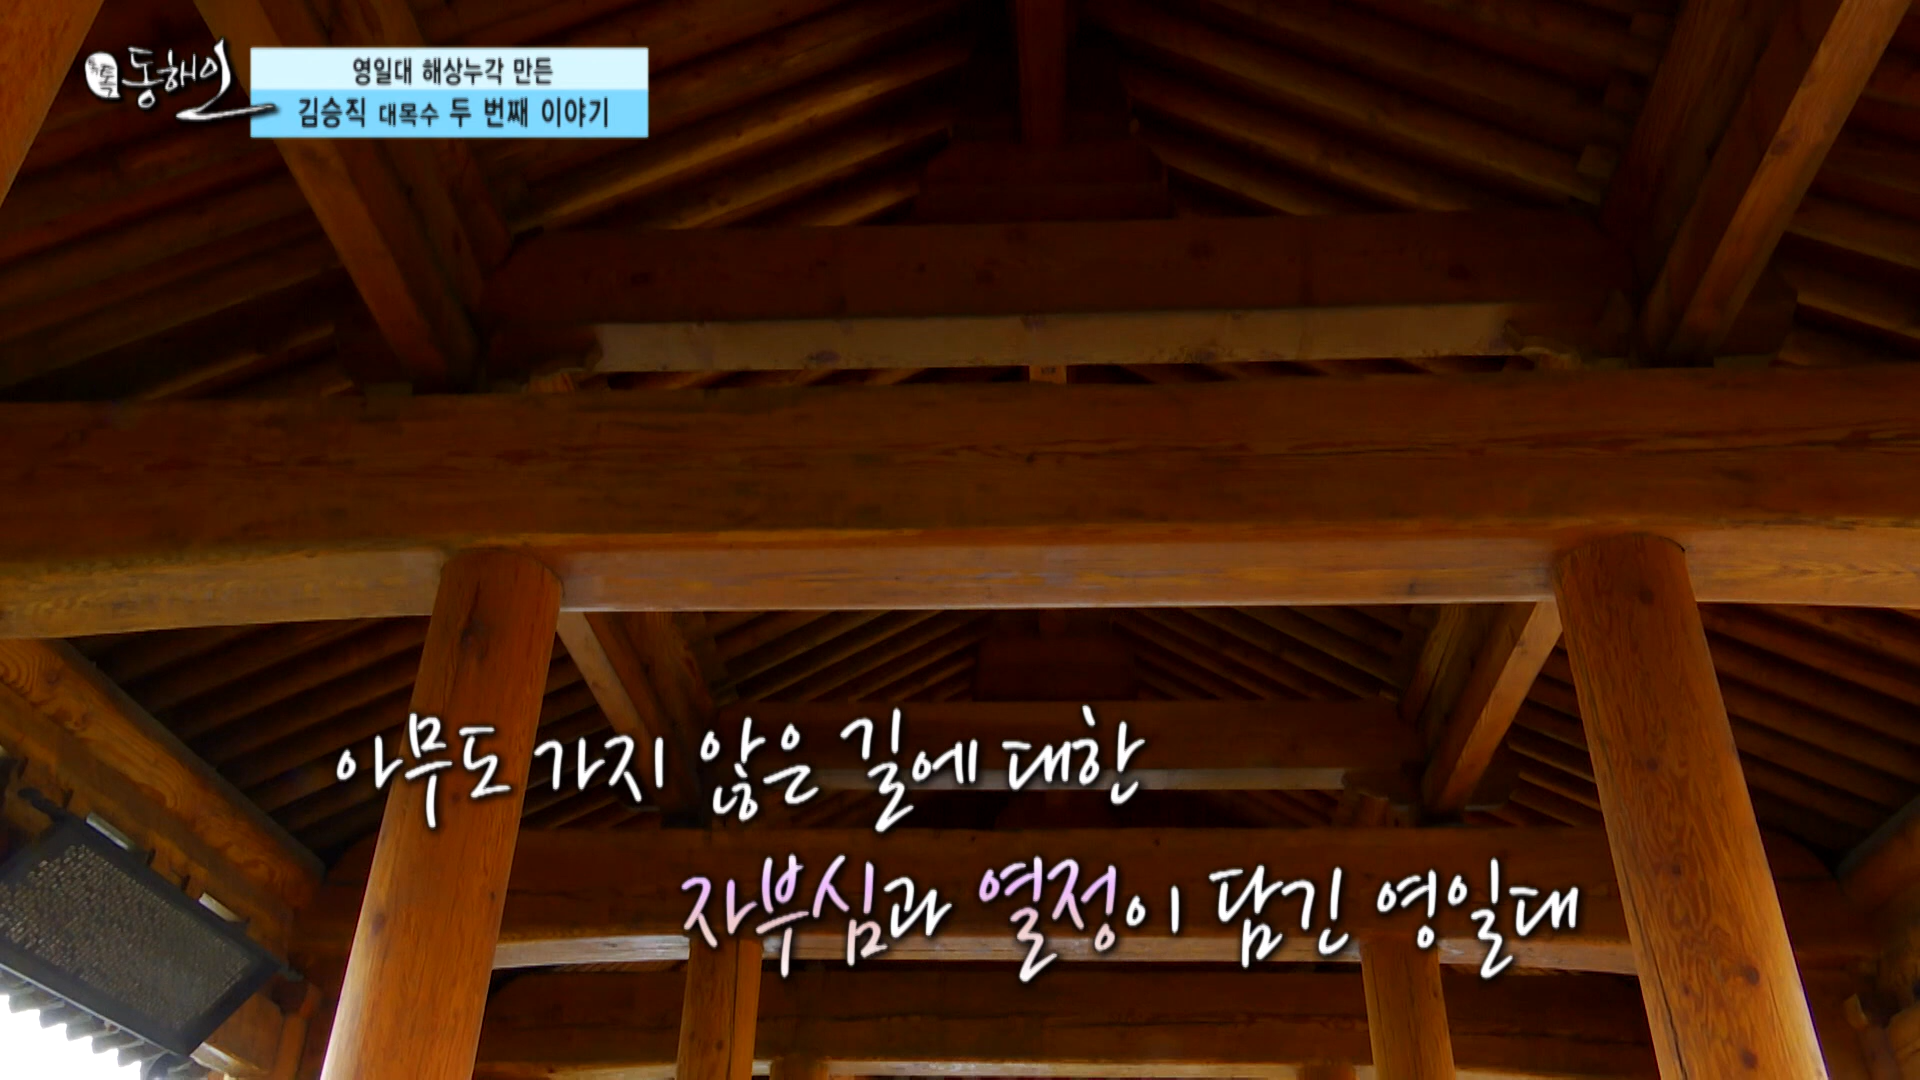 톡톡 동해인
영일대 해상누각 만든
김승직 대목수 두 번째 이야기
아무도 가지 않은 길에 대한
자부심과 열정이 담긴 영일대